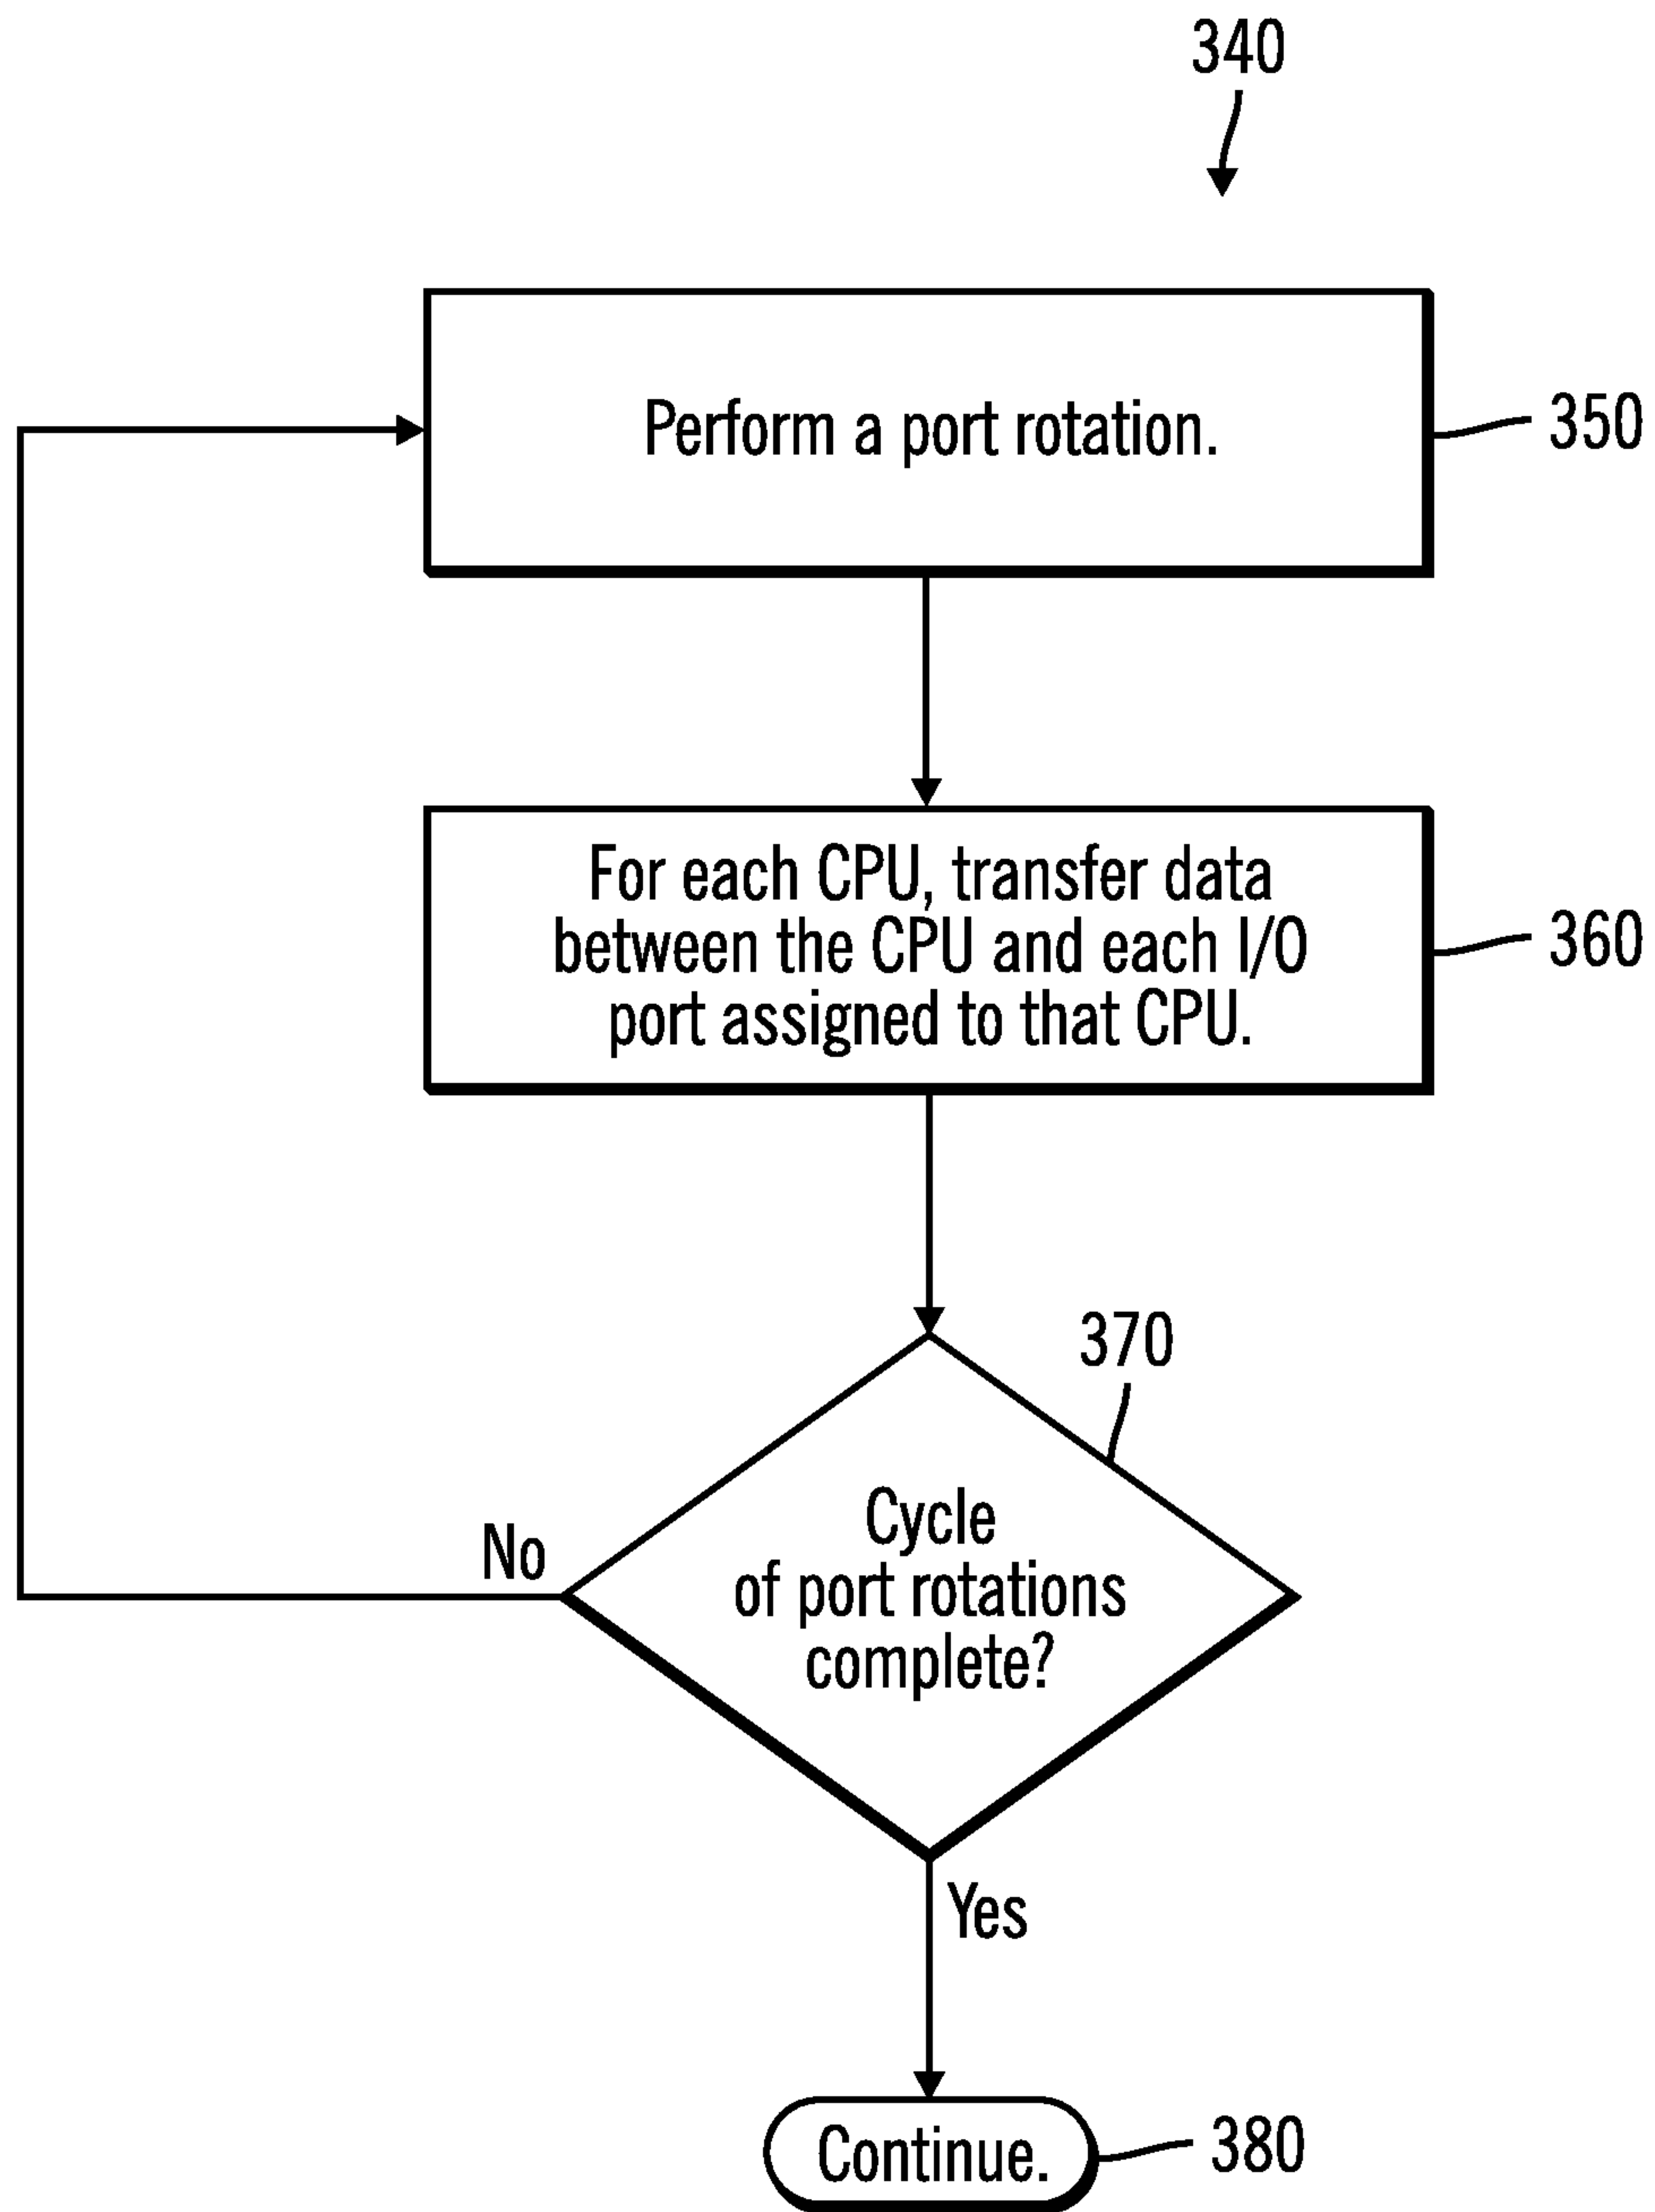 340
Perform a port rotation.
350
For each CPU, transfer data
between the CPU and each I/O
port assigned to that CPU.
360
370
Cycle
of port rotations
complete?
No
Yes
Continue.
380